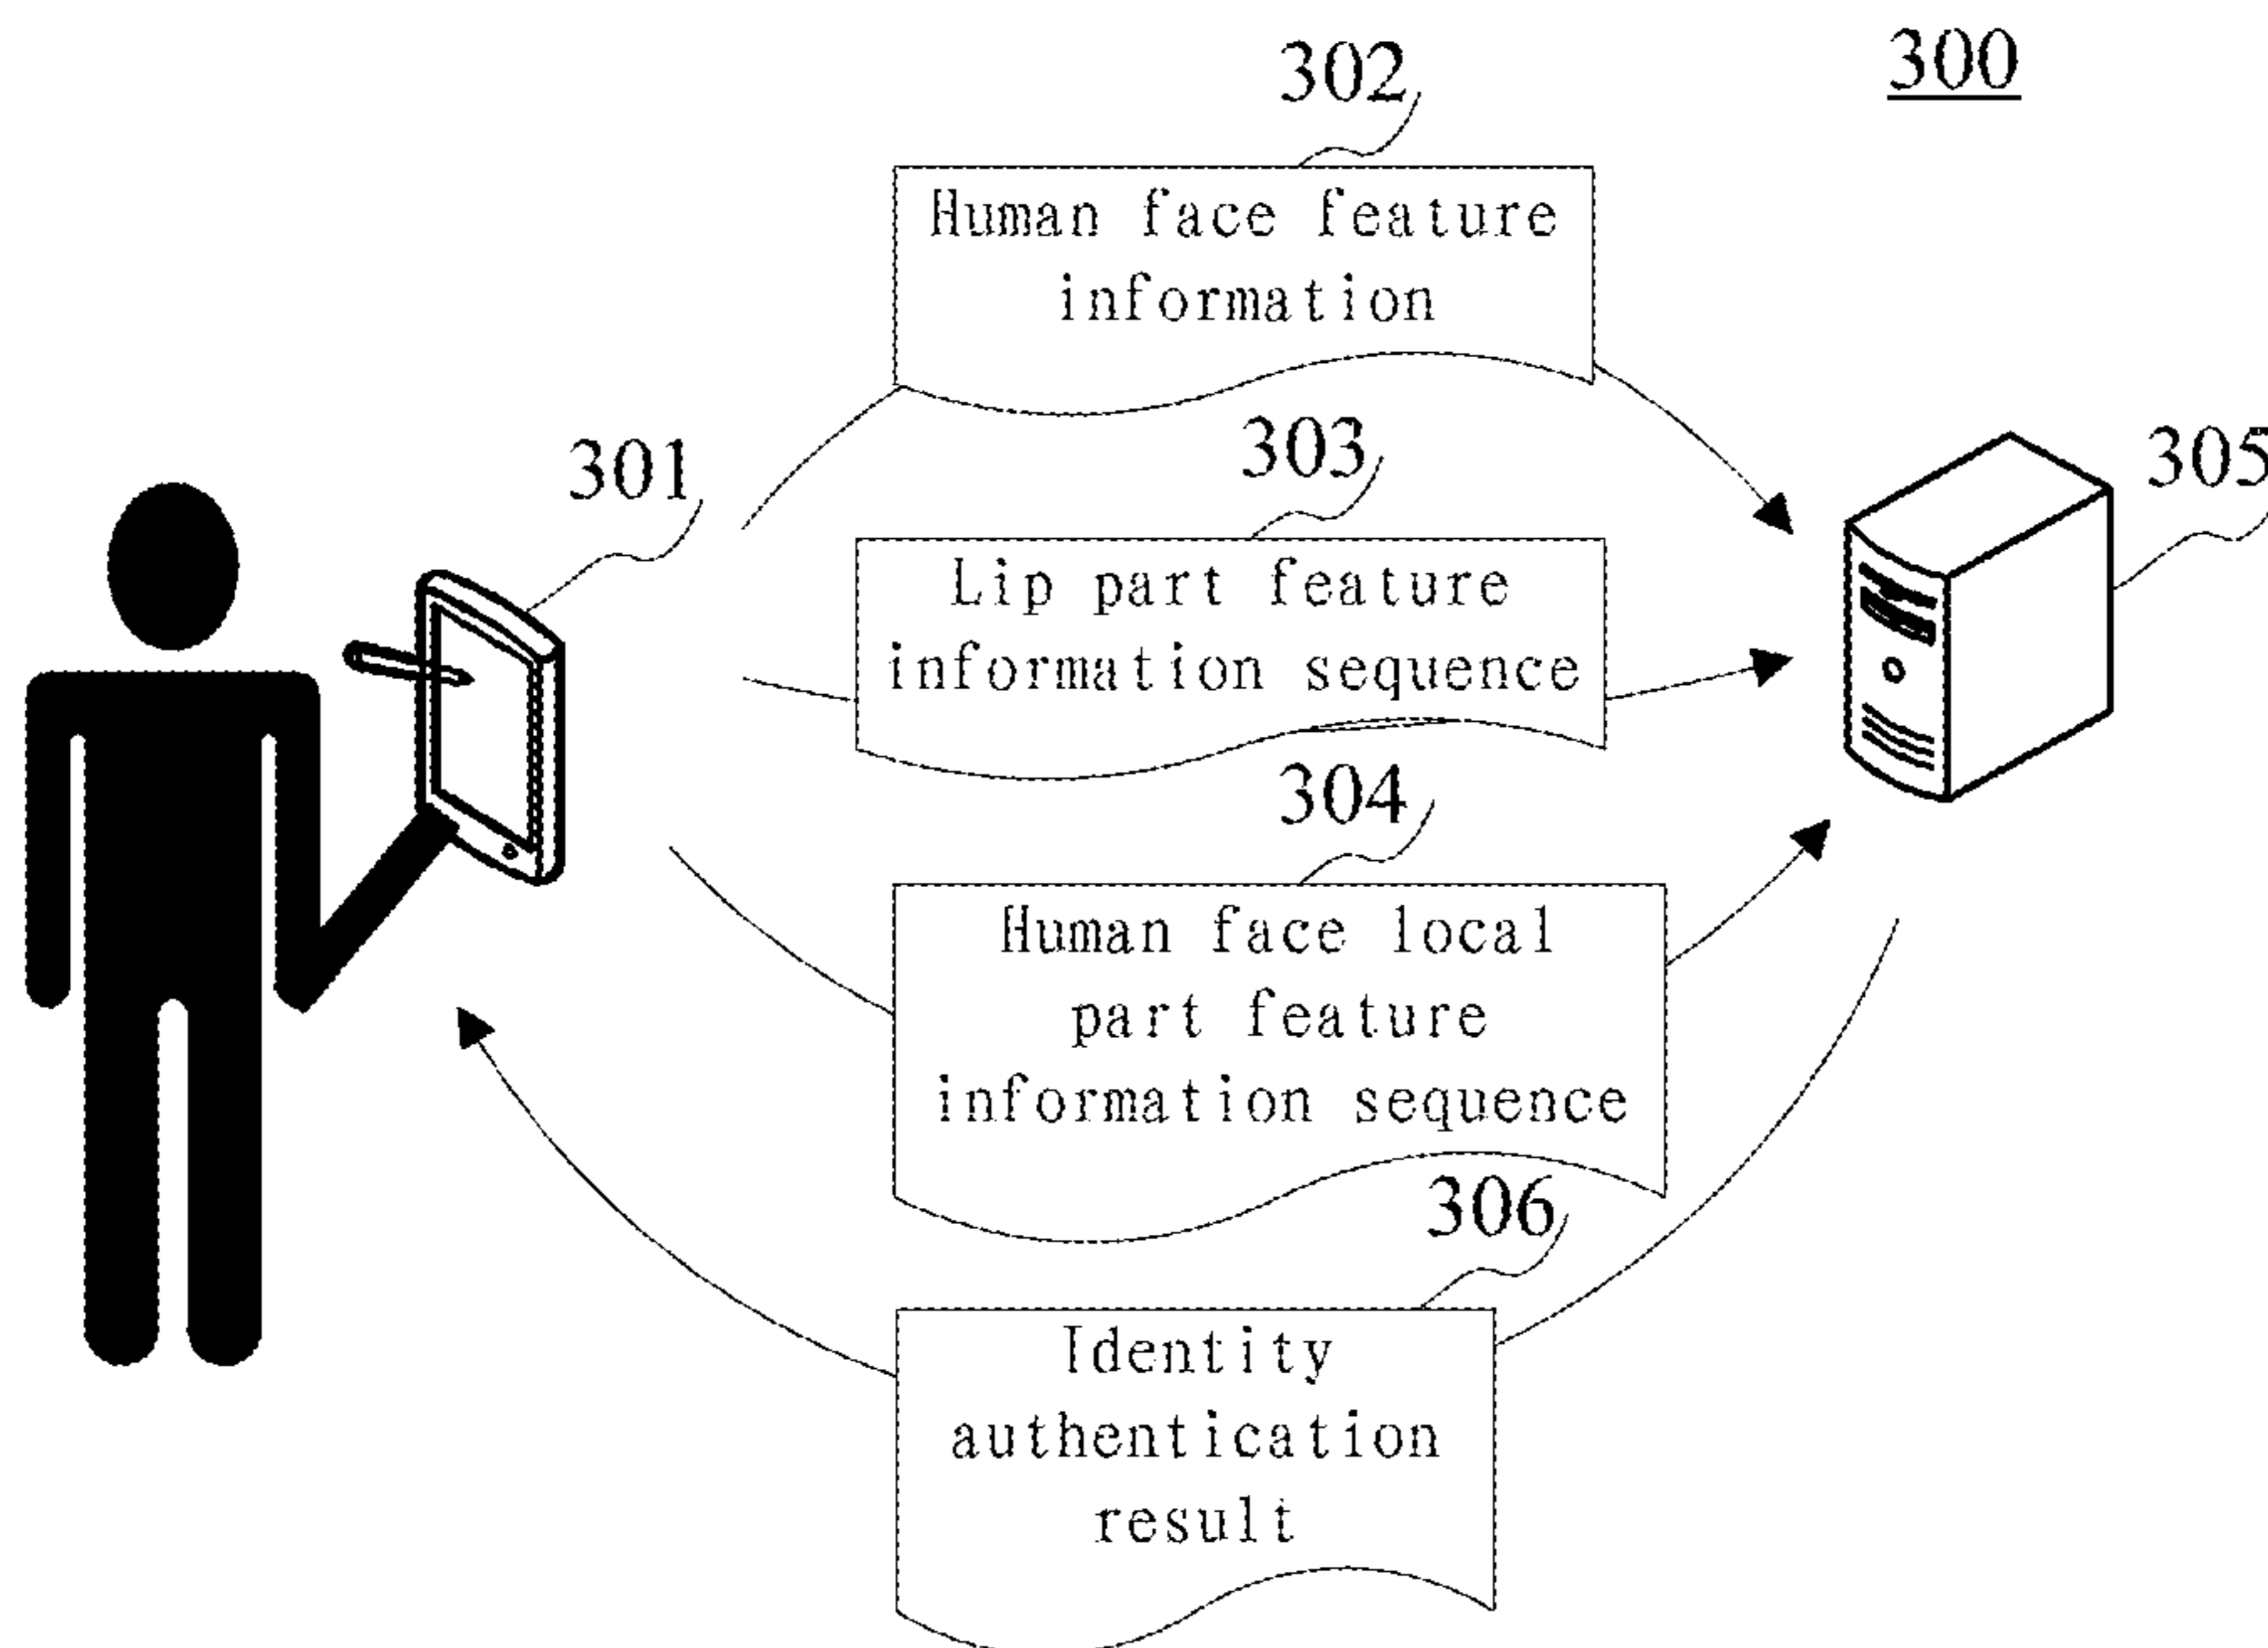 300
302
Human face feature
information
303
301
305
Lip part feature
information sequence
304
Human face local
part feature
information sequence
306
Identity
authentication
result